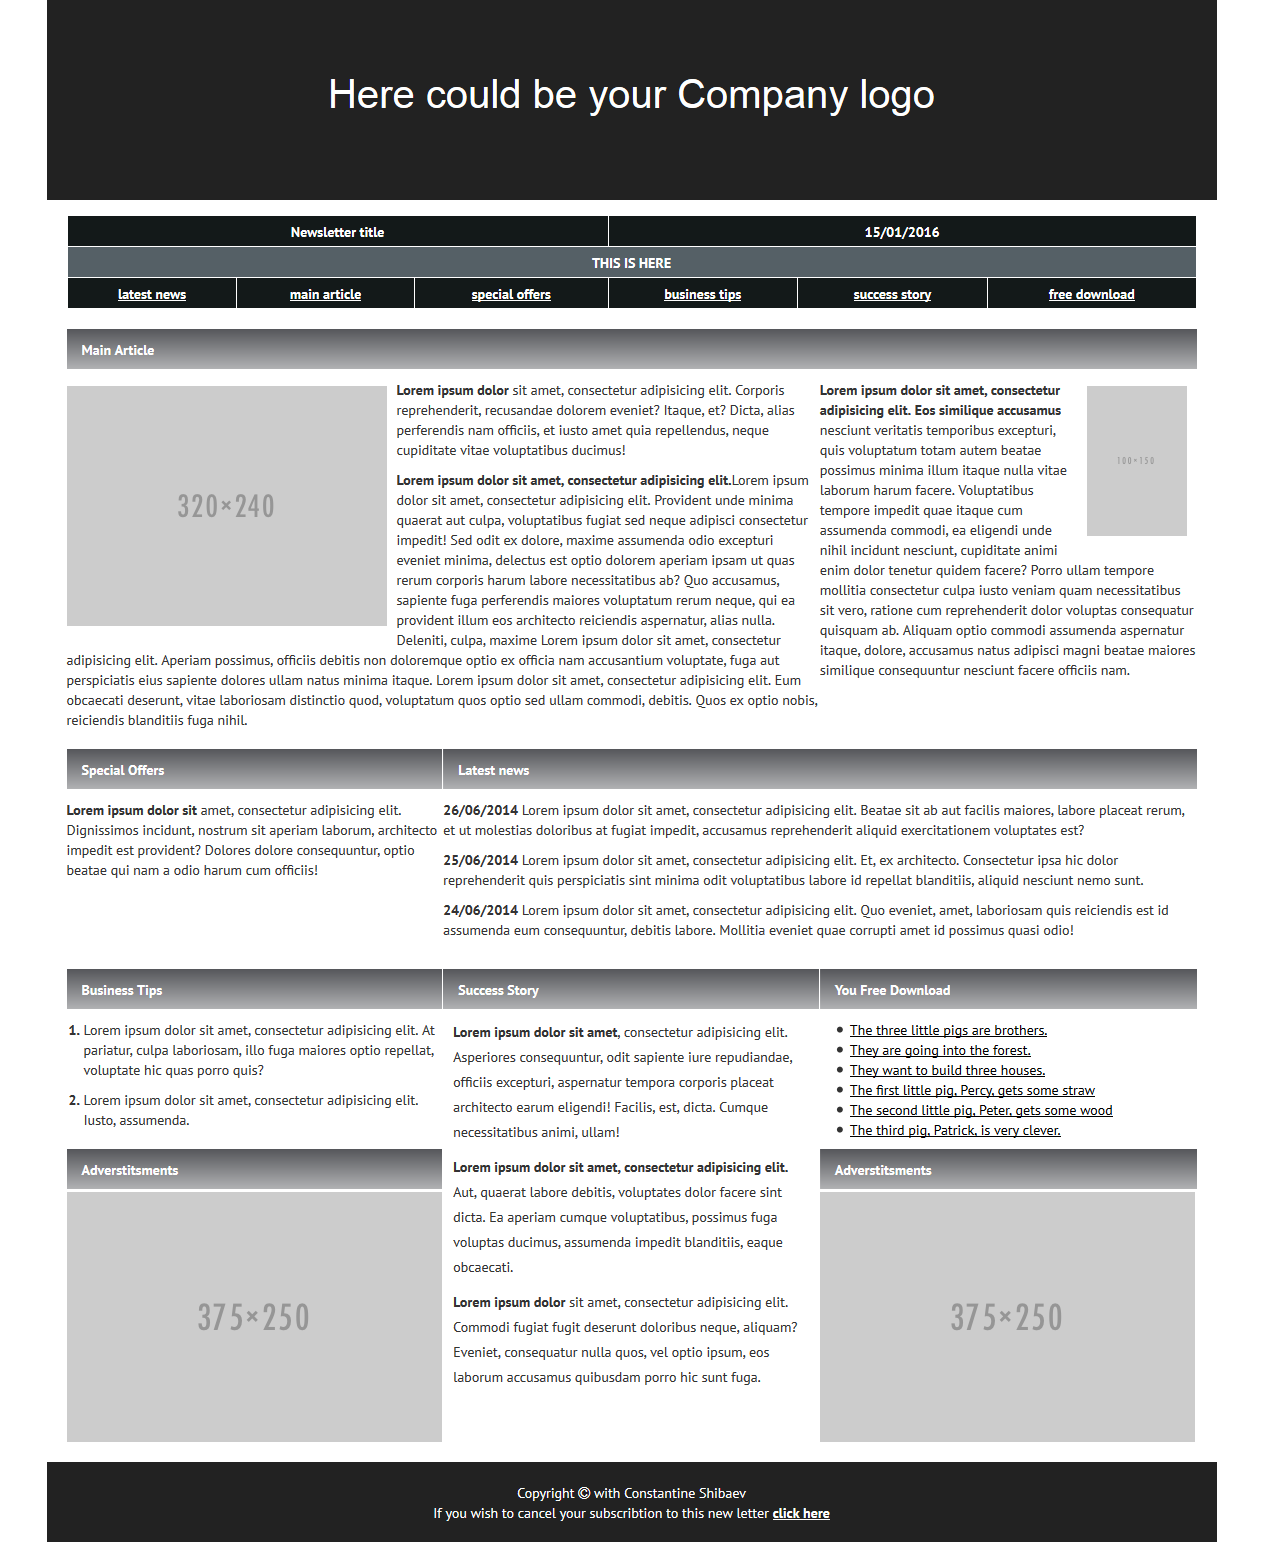 Here could be your Company logo
Newsletter title
15/01/2016
THIS IS HERE
latest news
main article
special offers
business tips
success story
free download
Main Article
320×240
Lorem ipsum dolor sit amet, consectetur adipisicing elit. Corporis
reprehenderit, recusandae dolorem eveniet? Itaque, et? Dicta, alias
perferendis nam officiis, et iusto amet quia repellendus, neque
cupiditate vitae voluptatibus ducimus!
Lorem ipsum dolor sit amet, consectetur adipisicing elit.Lorem ipsum
dolor sit amet, consectetur adipisicing elit. Provident unde minima
quaerat aut culpa, voluptatibus fugiat sed neque adipisci consectetur
impedit! Sed odit ex dolore, maxime assumenda odio excepturi
eveniet minima, delectus est optio dolorem aperiam ipsam ut quas
rerum corporis harum labore necessitatibus ab? Quo accusamus,
sapiente fuga perferendis maiores voluptatum rerum neque, qui ea
provident illum eos architecto reiciendis aspernatur, alias nulla.
Deleniti, culpa, maxime Lorem ipsum dolor sit amet, consectetur
adipisicing elit. Aperiam possimus, officiis debitis non doloremque optio ex officia nam accusantium voluptate, fuga aut
perspiciatis eius sapiente dolores ullam natus minima itaque. Lorem ipsum dolor sit amet, consectetur adipisicing elit. Eum
obcaecati deserunt, vitae laboriosam distinctio quod, voluptatum quos optio sed ullam commodi, debitis. Quos ex optio nobis,
reiciendis blanditiis fuga nihil.
Lorem ipsum dolor sit amet, consectetur
adipisicing elit. Eos similique accusamus
nesciunt veritatis temporibus excepturi,
quis voluptatum totam autem beatae
possimus minima illum itaque nulla vitae
laborum harum facere. Voluptatibus
tempore impedit quae itaque cum
assumenda commodi, ea eligendi unde
nihil incidunt nesciunt, cupiditate animi
enim dolor tenetur quidem facere? Porro ullam tempore
mollitia consectetur culpa iusto veniam quam necessitatibus
sit vero, ratione cum reprehenderit dolor voluptas consequatur
quisquam ab. Aliquam optio commodi assumenda aspernatur
itaque, dolore, accusamus natus adipisci magni beatae maiores
similique consequuntur nesciunt facere officiis nam.
100×150
Special Offers
Lorem ipsum dolor sit amet, consectetur adipisicing elit.
Dignissimos incidunt, nostrum sit aperiam laborum, architecto
impedit est provident? Dolores dolore consequuntur, optio
beatae qui nam a odio harum cum officiis!
Latest news
26/06/2014 Lorem ipsum dolor sit amet, consectetur adipisicing elit. Beatae sit ab aut facilis maiores, labore placeat rerum,
et ut molestias doloribus at fugiat impedit, accusamus reprehenderit aliquid exercitationem voluptates est?
25/06/2014 Lorem ipsum dolor sit amet, consectetur adipisicing elit. Et, ex architecto. Consectetur ipsa hic dolor
reprehenderit quis perspiciatis sint minima odit voluptatibus labore id repellat blanditiis, aliquid nesciunt nemo sunt.
24/06/2014 Lorem ipsum dolor sit amet, consectetur adipisicing elit. Quo eveniet, amet, laboriosam quis reiciendis est id
assumenda eum consequuntur, debitis labore. Mollitia eveniet quae corrupti amet id possimus quasi odio!
Business Tips
1. Lorem ipsum dolor sit amet, consectetur adipisicing elit. At
pariatur, culpa laboriosam, illo fuga maiores optio repellat,
voluptate hic quas porro quis?
2. Lorem ipsum dolor sit amet, consectetur adipisicing elit.
Iusto, assumenda.
Adverstitsments
375×250
Success Story
Lorem ipsum dolor sit amet, consectetur adipisicing elit.
Asperiores consequuntur, odit sapiente iure repudiandae,
officiis excepturi, aspernatur tempora corporis placeat
architecto earum eligendi! Facilis, est, dicta. Cumque
necessitatibus animi, ullam!
Lorem ipsum dolor sit amet, consectetur adipisicing elit.
Aut, quaerat labore debitis, voluptates dolor facere sint
dicta. Ea aperiam cumque voluptatibus, possimus fuga
voluptas ducimus, assumenda impedit blanditiis, eaque
obcaecati.
Lorem ipsum dolor sit amet, consectetur adipisicing elit.
Commodi fugiat fugit deserunt doloribus neque, aliquam?
Eveniet, consequatur nulla quos, vel optio ipsum, eos
laborum accusamus quibusdam porro hic sunt fuga.
You Free Download
• The three little pigs are brothers.
• They are going into the forest.
• They want to build three houses.
• The first little pig, Percy, gets some straw
• The second little pig, Peter, gets some wood
• The third pig, Patrick, is very clever.
Adverstitsments
375×250
Copyright © with Constantine Shibaev
If you wish to cancel your subscribtion to this new letter click here